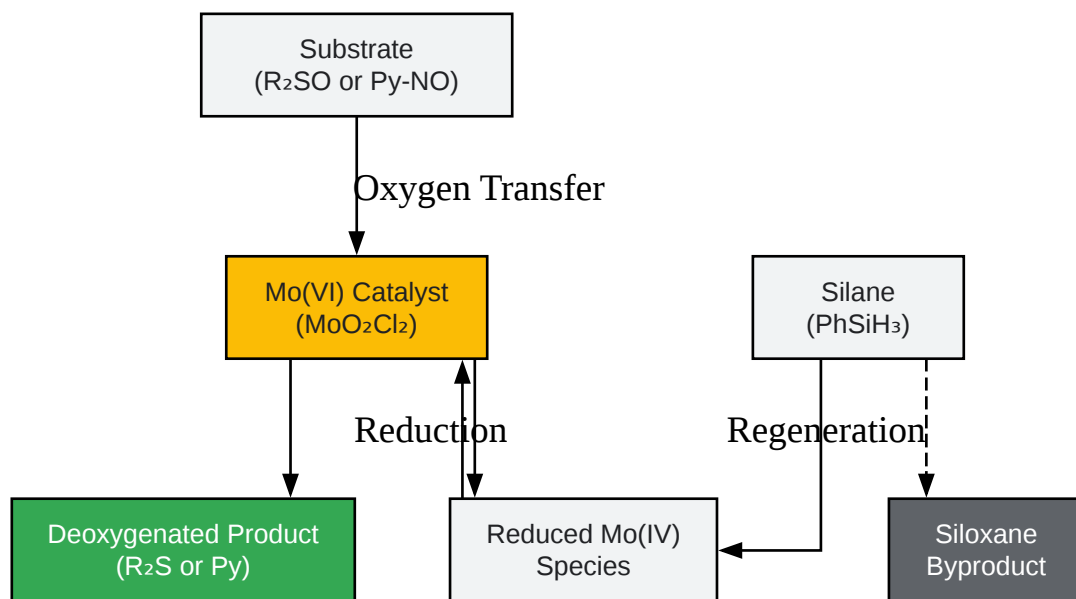 Substrate
(R₂SO or Py-NO)
Oxygen Transfer
Mo(VI) Catalyst
(MoO₂Cl₂)
Silane
(PhSiH₃)
Reduction
Regeneration
Deoxygenated Product
(R₂S or Py)
Reduced Mo(IV)
Species
Siloxane
Byproduct